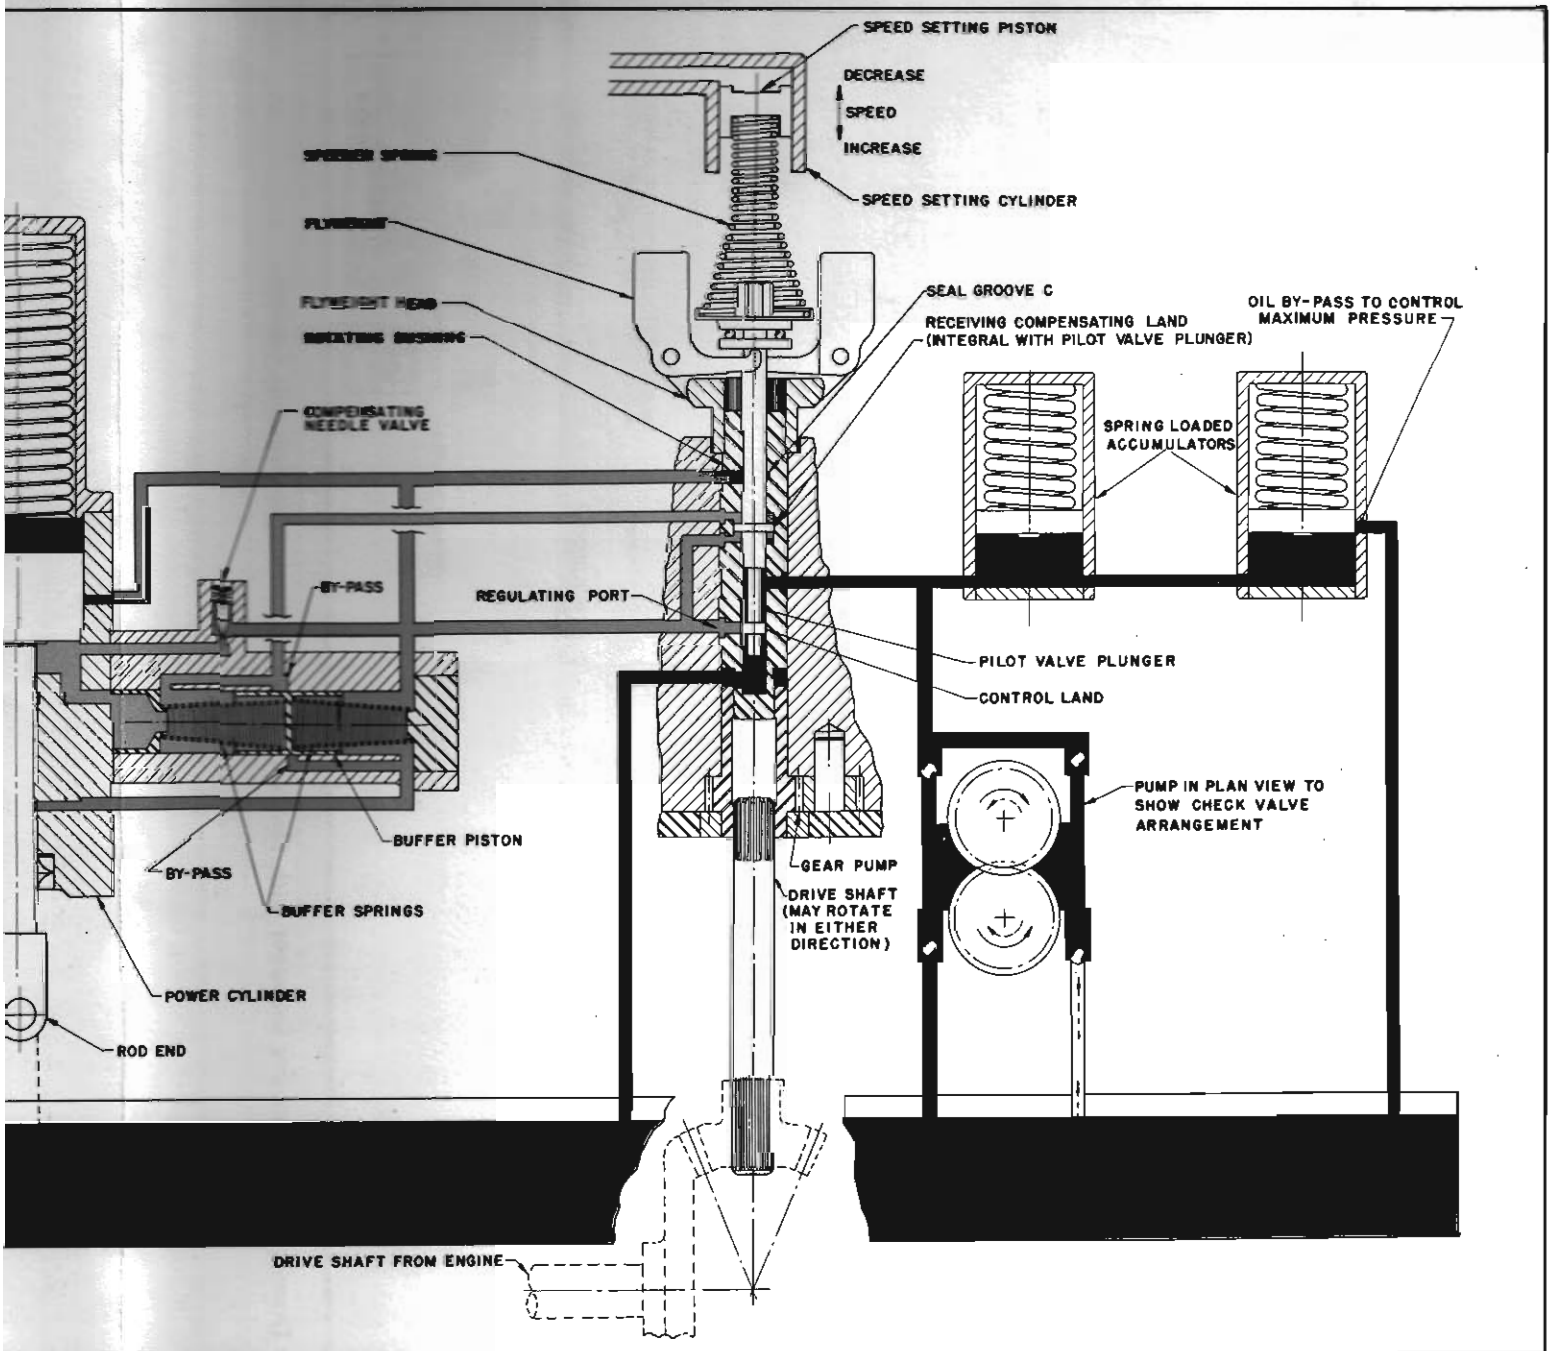 SPEED SETTING PISTON
DECREASE
SPEED
INCREASE
SPEEDER SPRING
SPEED SETTING CYLINDER
FLYWEIGHT
FLYWEIGHT HEAD
ROTATING BUSHING
SEAL GROOVE C
RECEIVING COMPENSATING LAND
(INTEGRAL WITH PILOT VALVE PLUNGER)
OIL BY-PASS TO CONTROL
MAXIMUM PRESSURE
COMPENSATING
NEEDLE VALVE
SPRING LOADED
ACCUMULATORS
BY-PASS
REGULATING PORT
PILOT VALVE PLUNGER
CONTROL LAND
PUMP IN PLAN VIEW TO
SHOW CHECK VALVE
ARRANGEMENT
BUFFER PISTON
BY-PASS
GEAR PUMP
BUFFER SPRINGS
DRIVE SHAFT
(MAY ROTATE
IN EITHER
DIRECTION)
POWER CYLINDER
ROD END
DRIVE SHAFT FROM ENGINE